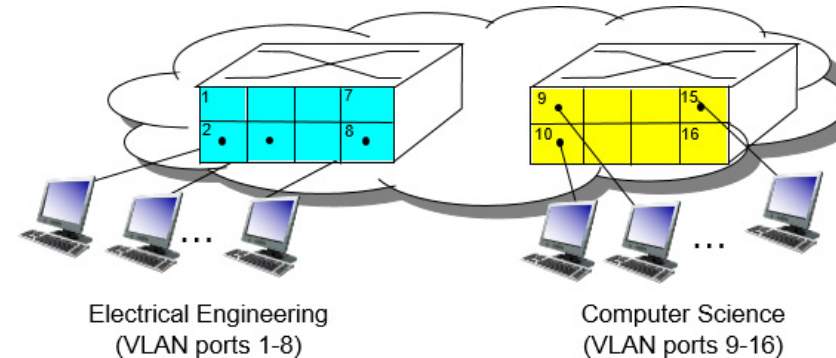 1 7
2 8
9 15
10 16
... ...
Electrical Engineering
(VLAN ports 1-8)
Computer Science
(VLAN ports 9-16)